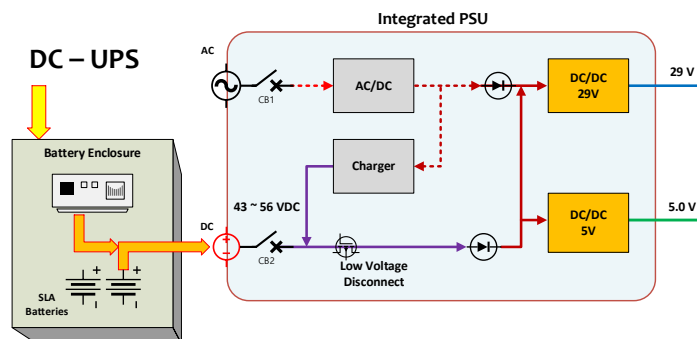 Integrated PSU
DC – UPS
AC
CB1
AC/DC
DC/DC
29V
29 V
Battery Enclosure
Charger
43 ~ 56 VDC
DC
CB2
Low Voltage
Disconnect
DC/DC
5V
5.0 V
+
–
+
+
–
–
SLA
Batteries